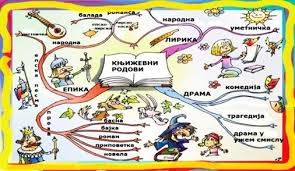 балада
романса
народна
уметничка
народна
ЛИРИКА
КЊИЖЕВНИ
РОДОВИ
ЕПИКА
ДРАМА
комедија
трагедија
драма у
ужем смислу
басна
бајка
роман
приповетка
новела